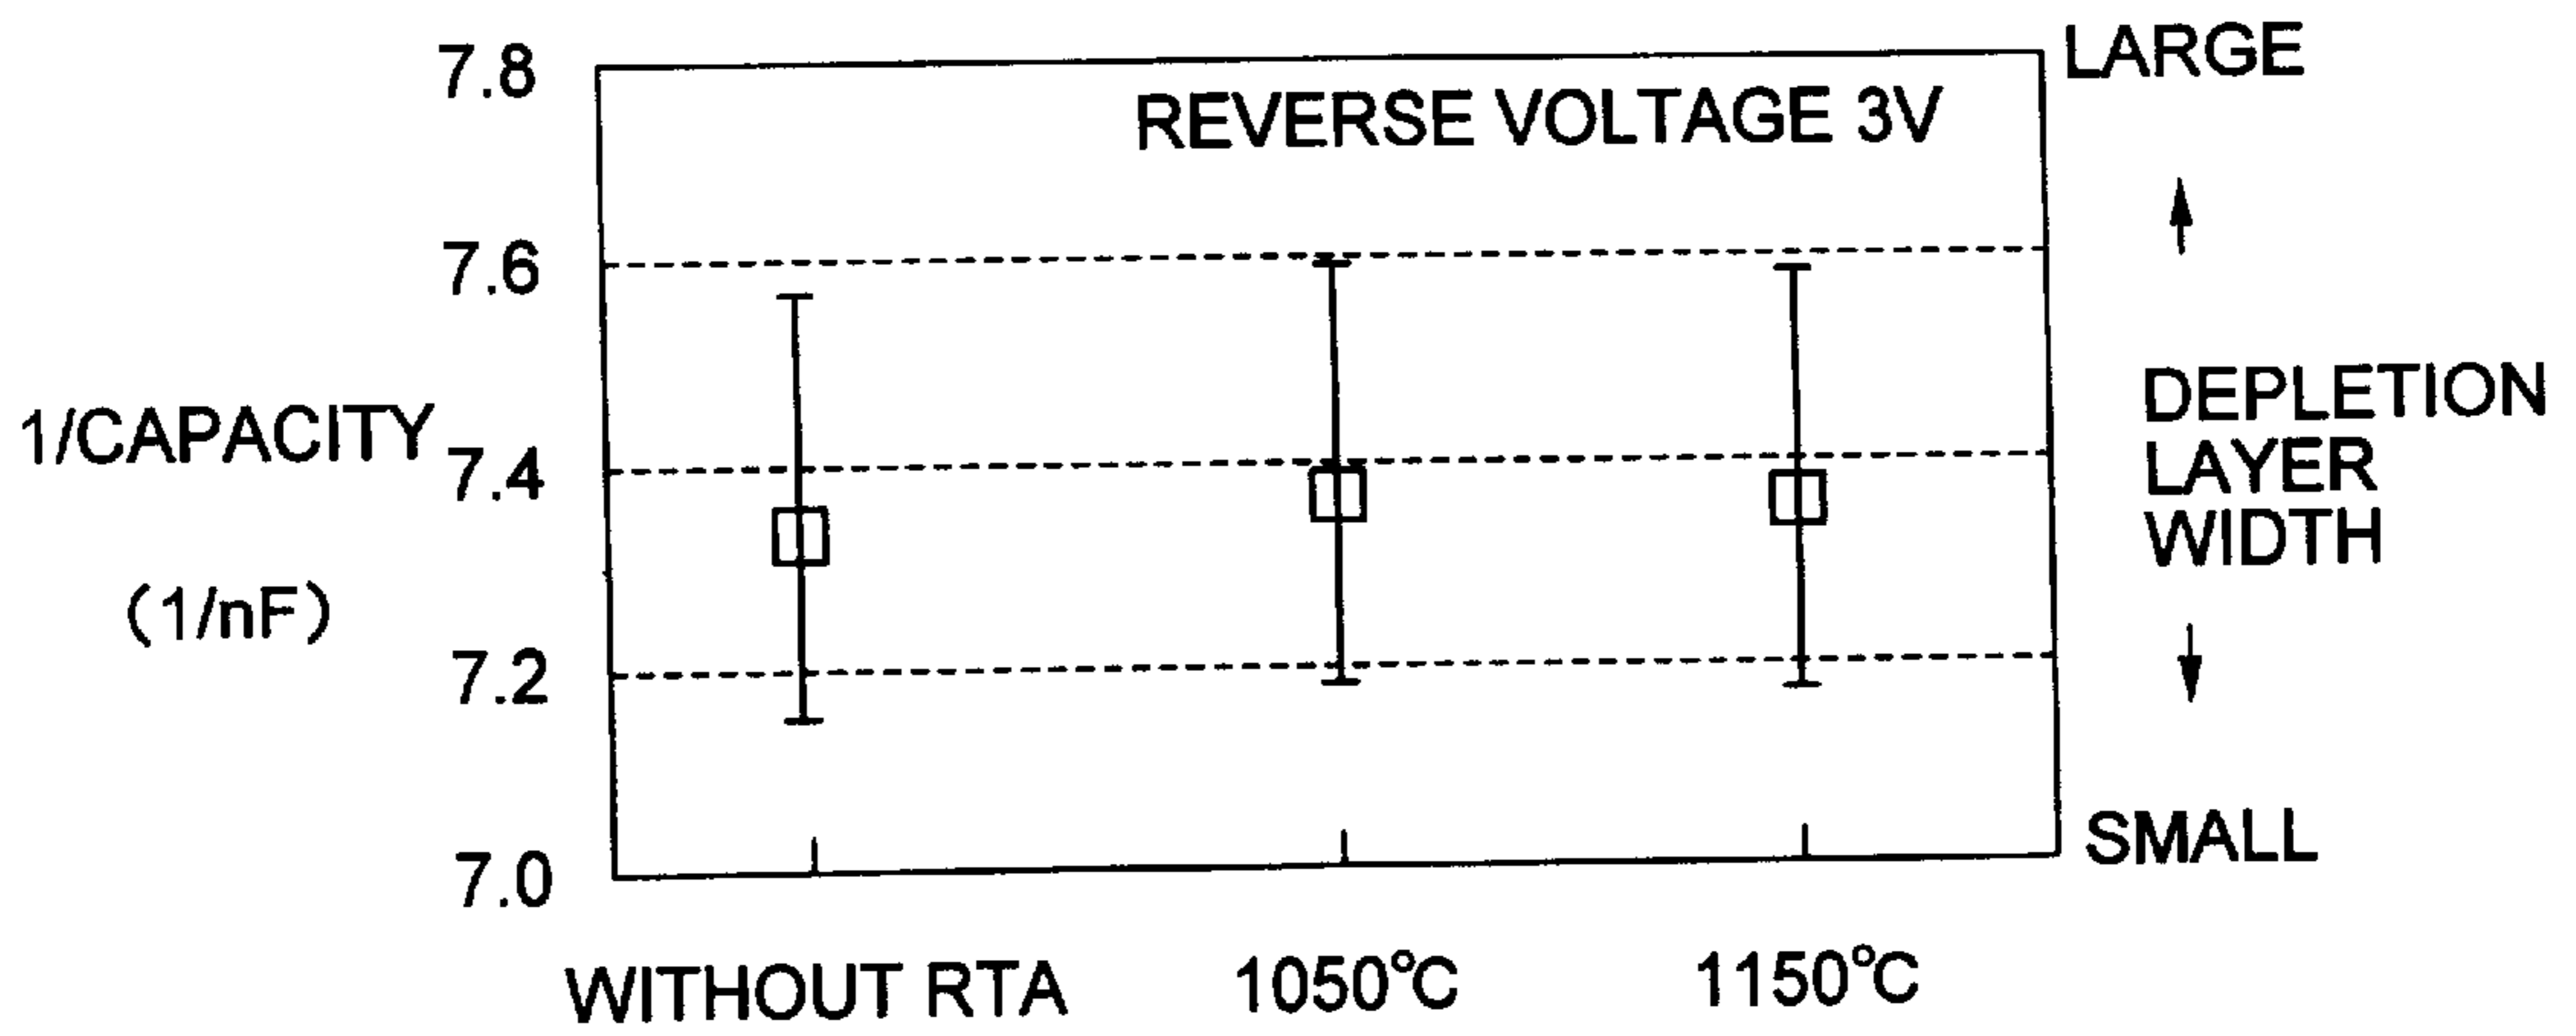 7.8
LARGE
REVERSE VOLTAGE 3V
7.6
1/CAPACITY
7.4
DEPLETION
LAYER
WIDTH
(1/nF)
7.2
7.0
SMALL
WITHOUT RTA
1050°C
1150°C